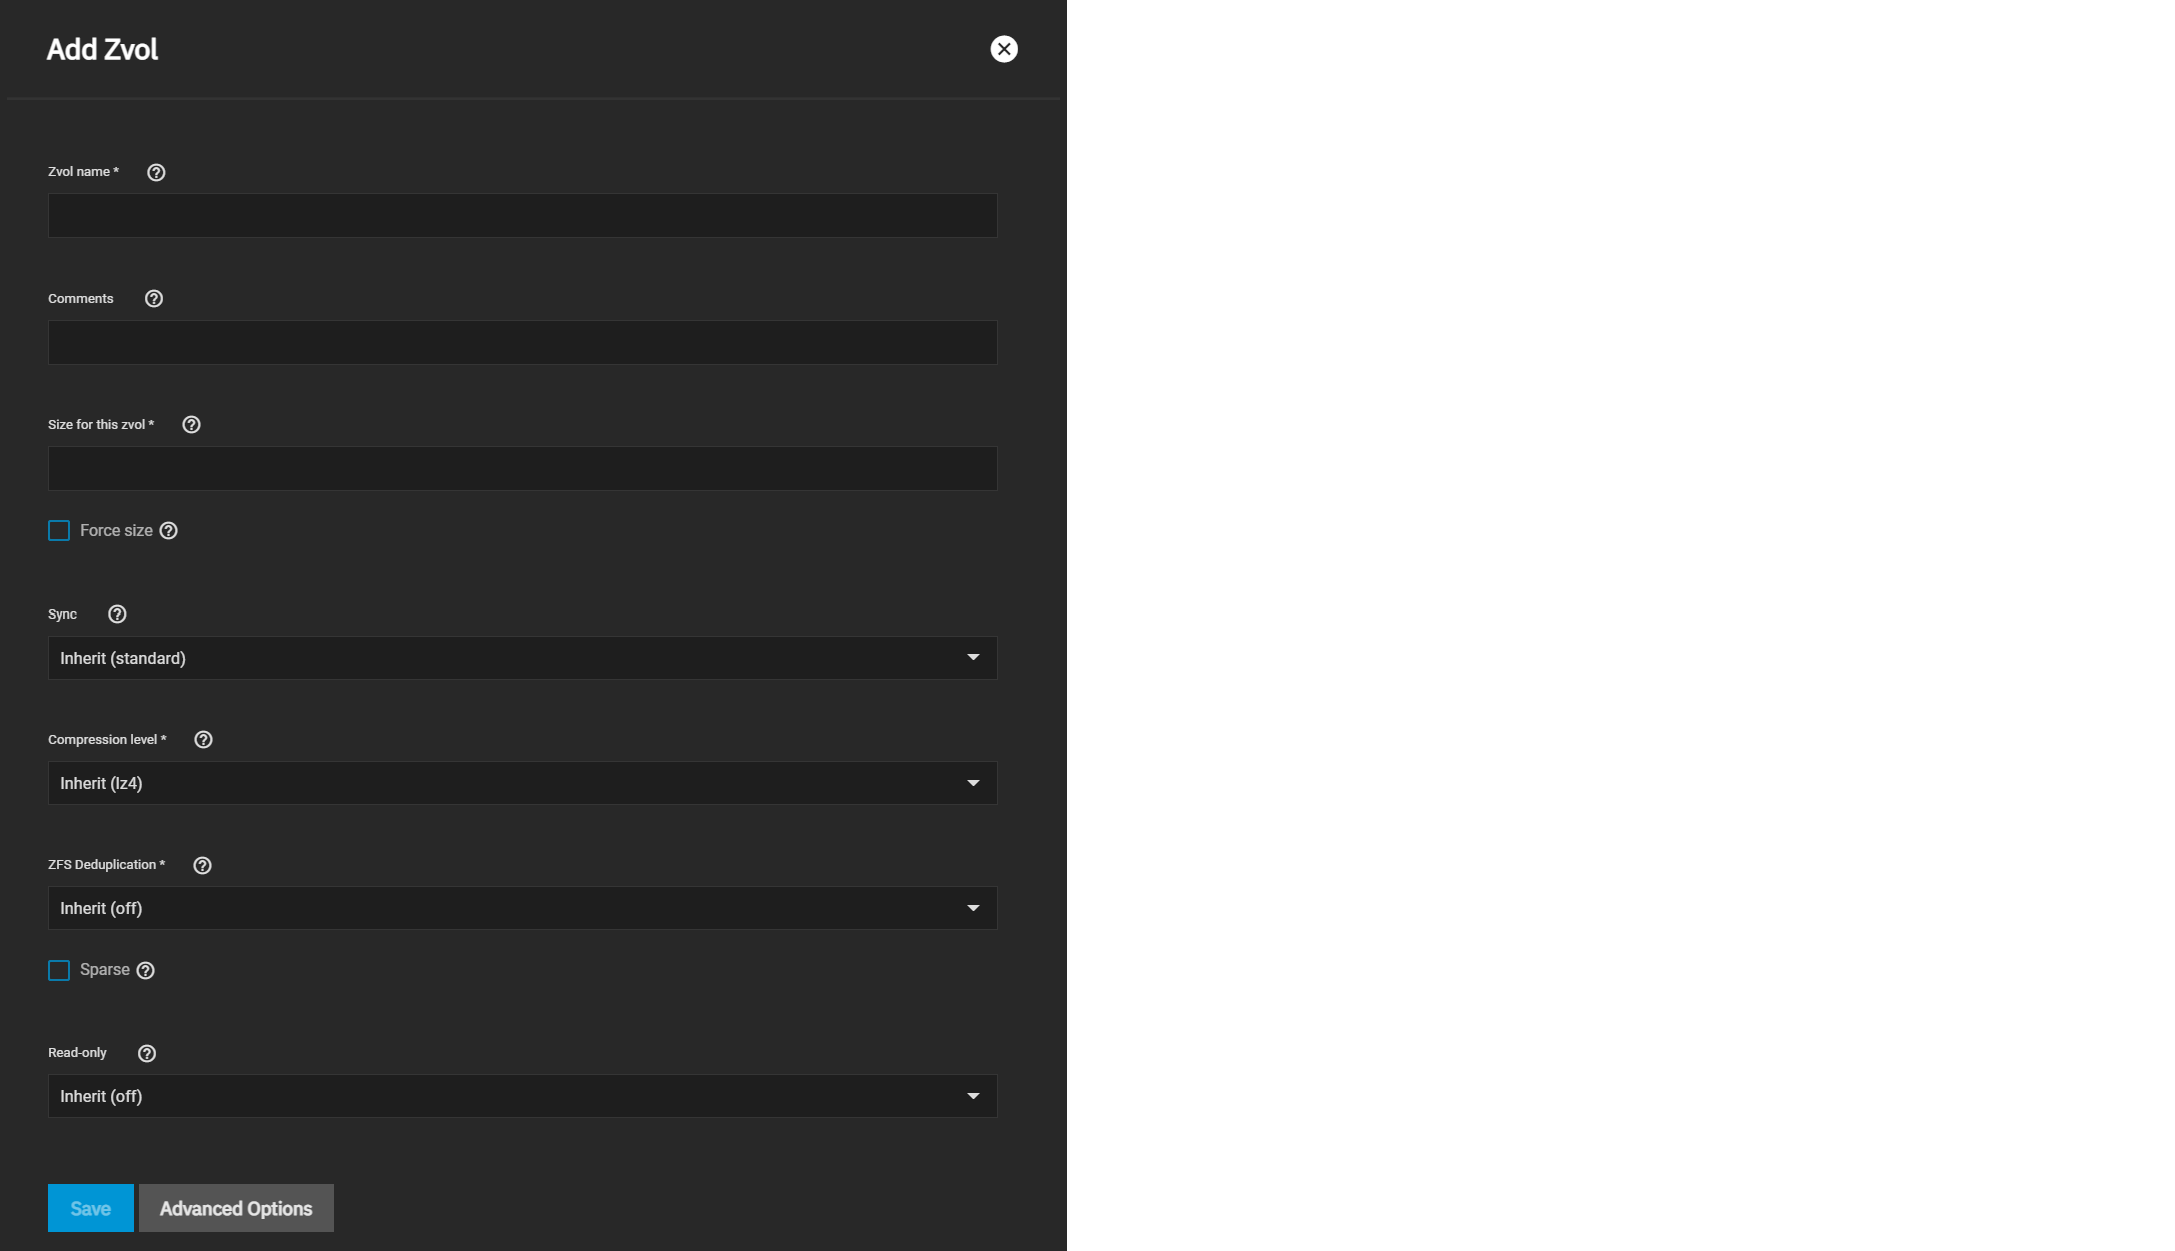 Add Zvol
Zvol name *
Comments
Size for this zvol *
Force size
Sync
Inherit (standard)
Compression level *
Inherit (lz4)
ZFS Deduplication *
Inherit (off)
Sparse
Read-only
Inherit (off)
Save Advanced Options